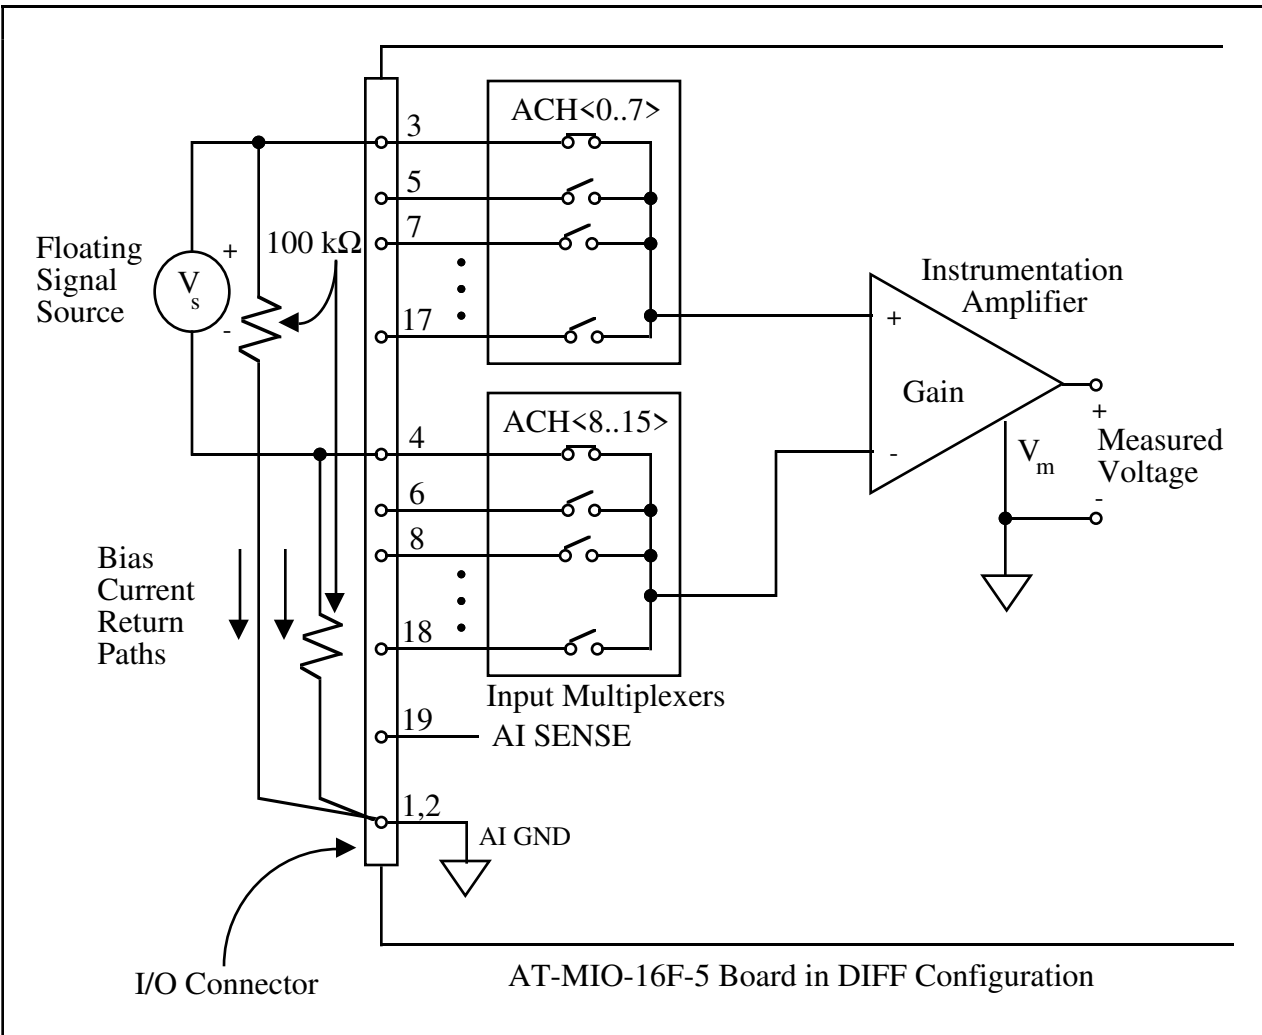 ACH<0..7>
3
5
7
17
Floating
Signal
Source
+
V
s
-
100 kΩ
Instrumentation
Amplifier
+
Gain
-
+
Measured
Voltage
-
V
m
ACH<8..15>
4
6
8
18
Bias
Current
Return
Paths
Input Multiplexers
19
AI SENSE
1,2
AI GND
I/O Connector
AT-MIO-16F-5 Board in DIFF Configuration